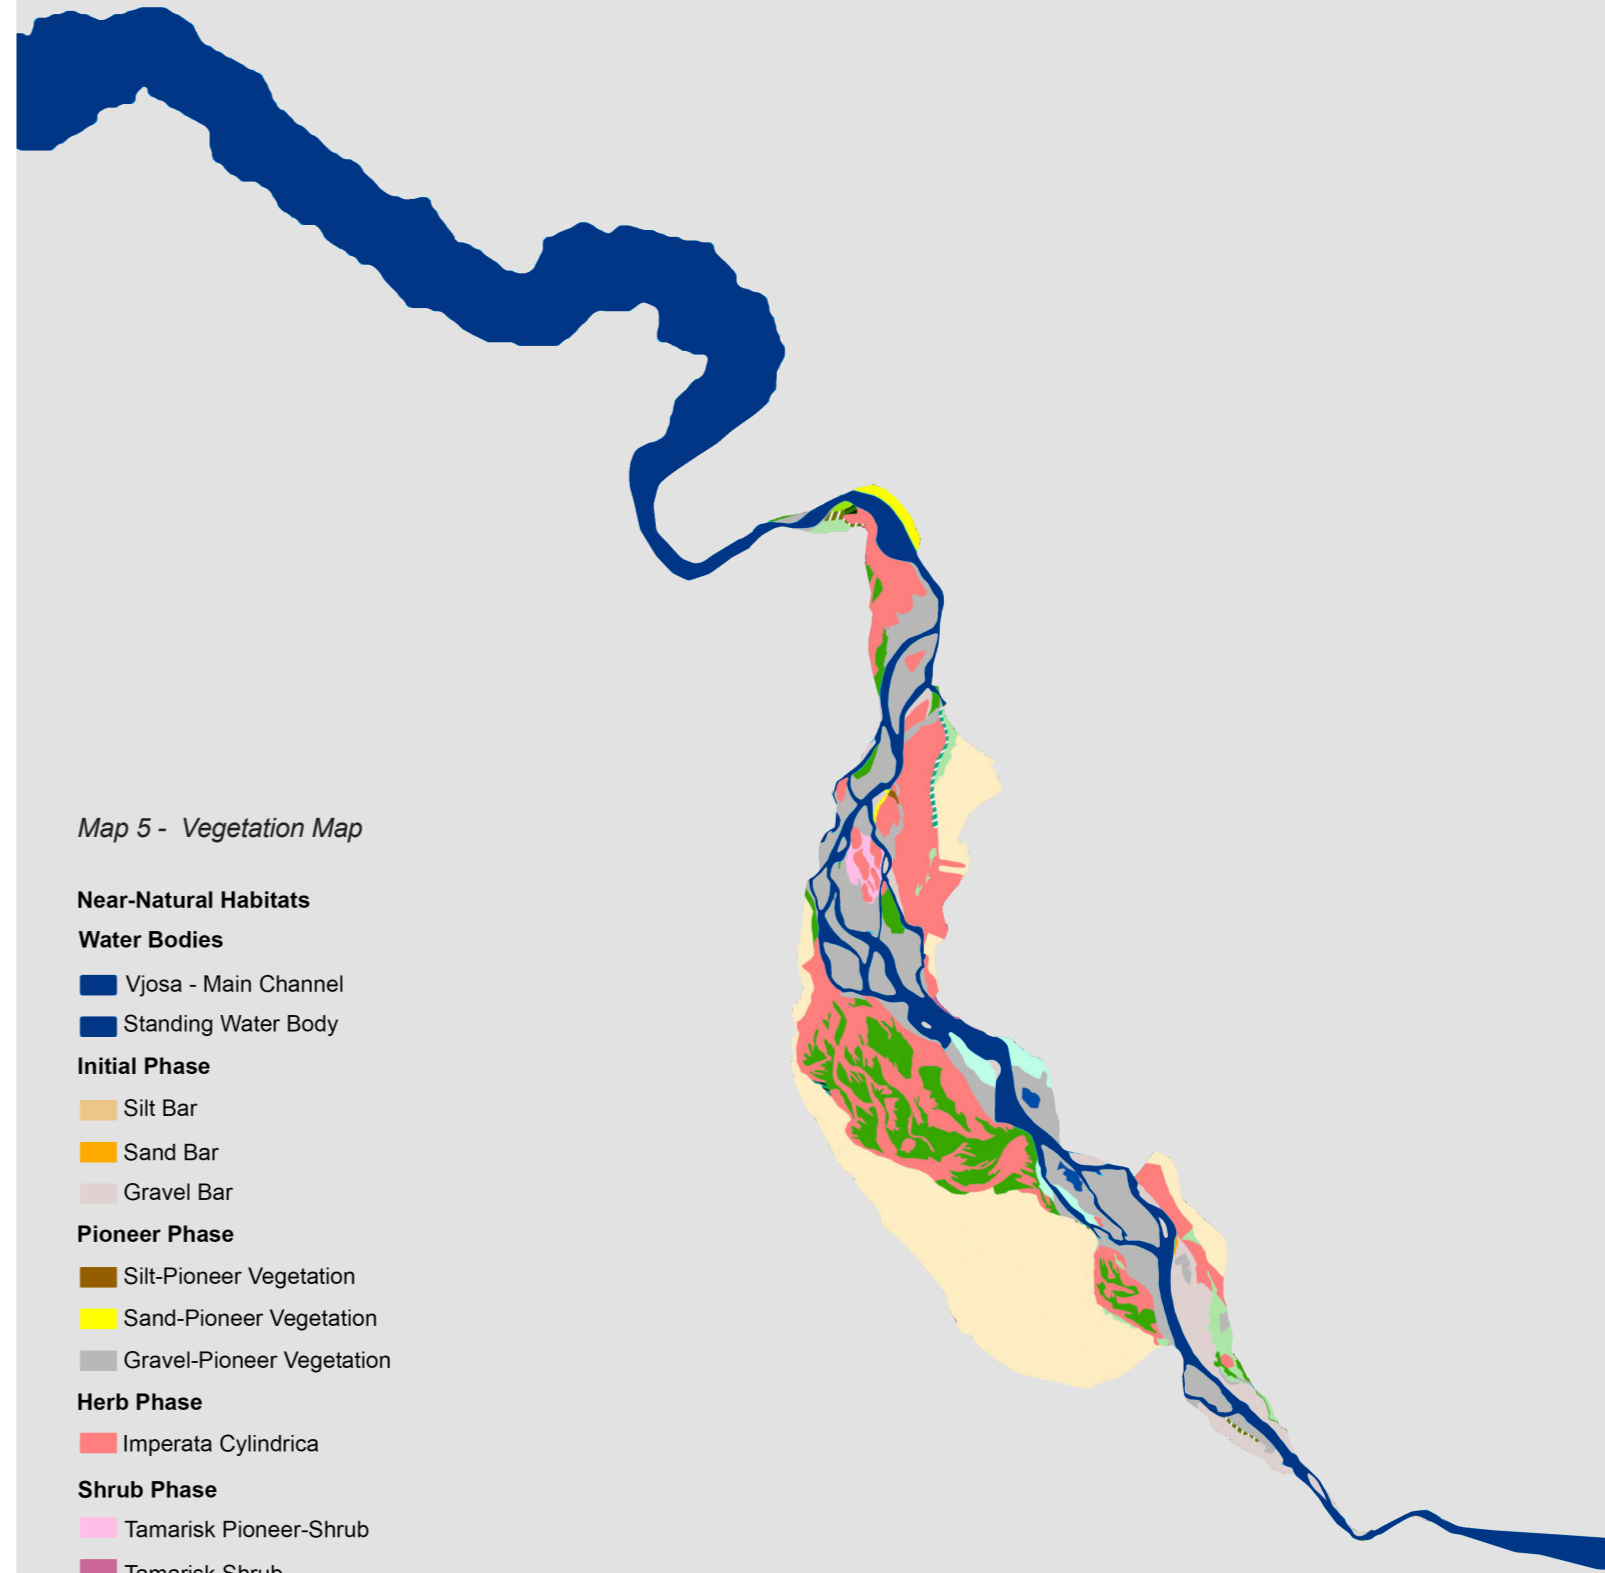 Map 5 - Vegetation Map
Near-Natural Habitats
Water Bodies
Vjosa - Main Channel
Standing Water Body
Initial Phase
Silt Bar
Sand Bar
Gravel Bar
Pioneer Phase
Silt-Pioneer Vegetation
Sand-Pioneer Vegetation
Gravel-Pioneer Vegetation
Herb Phase
Imperata Cylindrica
Shrub Phase
Tamarisk Pioneer-Shrub
Tamarisk Shrub